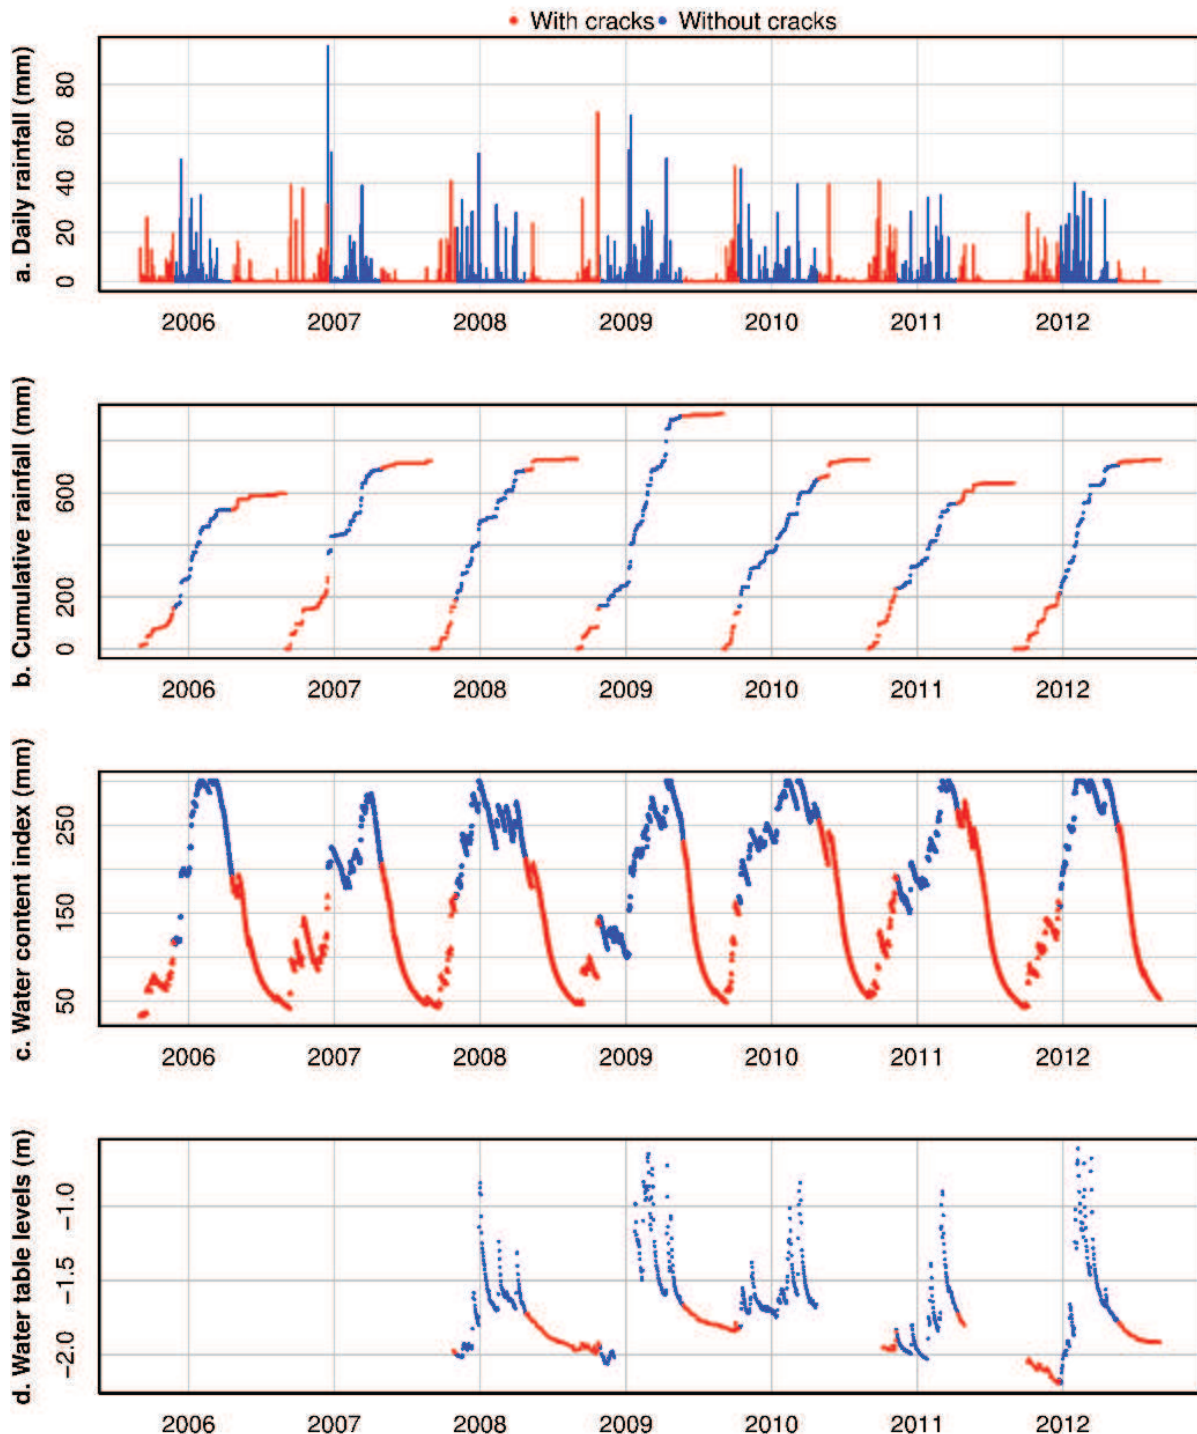 With cracks Without cracks
a. Daily rainfall (mm)
80
60
40
20
0
2006 2007 2008 2009 2010 2011 2012
b. Cumulative rainfall (mm)
600
200
0
2006 2007 2008 2009 2010 2011 2012
c. Water content index (mm)
250
150
50
2006 2007 2008 2009 2010 2011 2012
d. Water table levels (m)
−1.0
−1.5
−2.0
2006 2007 2008 2009 2010 2011 2012